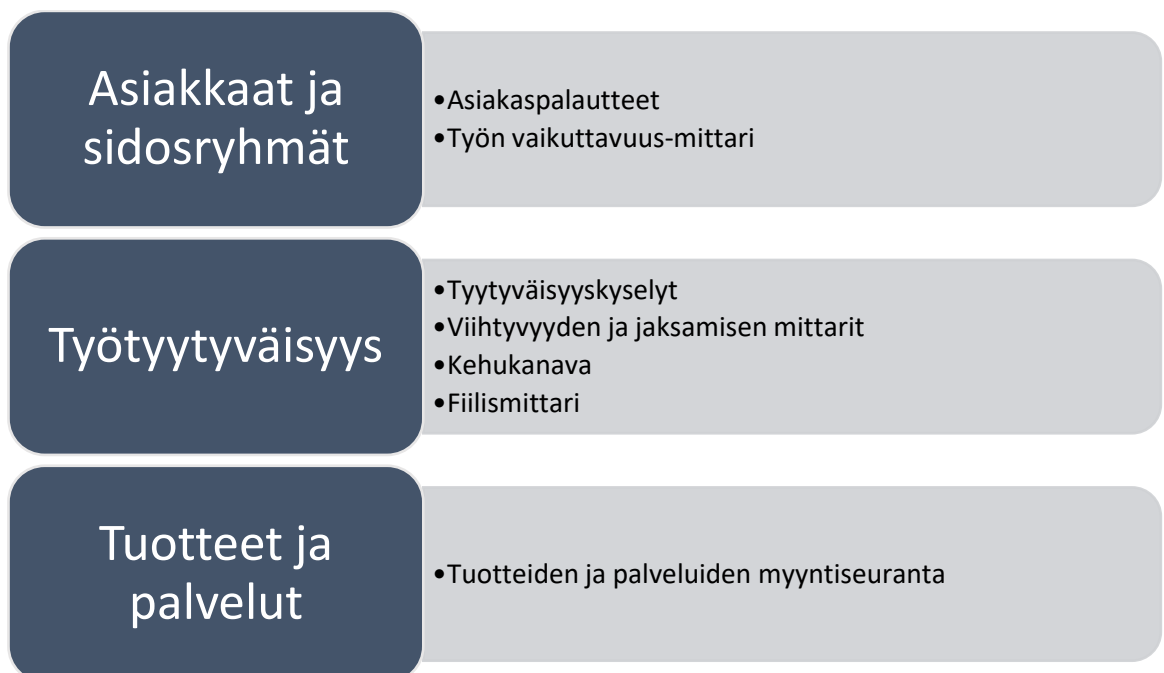 Asiakkaat ja
sidosryhmät
•Asiakaspalautteet
•Työn vaikuttavuus-mittari
Työtyytyväisyys
•Tyytyväisyyskyselyt
•Viihtyvyyden ja jaksamisen mittarit
•Kehukanava
•Fiilismittari
Tuotteet ja
palvelut
•Tuotteiden ja palveluiden myyntiseuranta